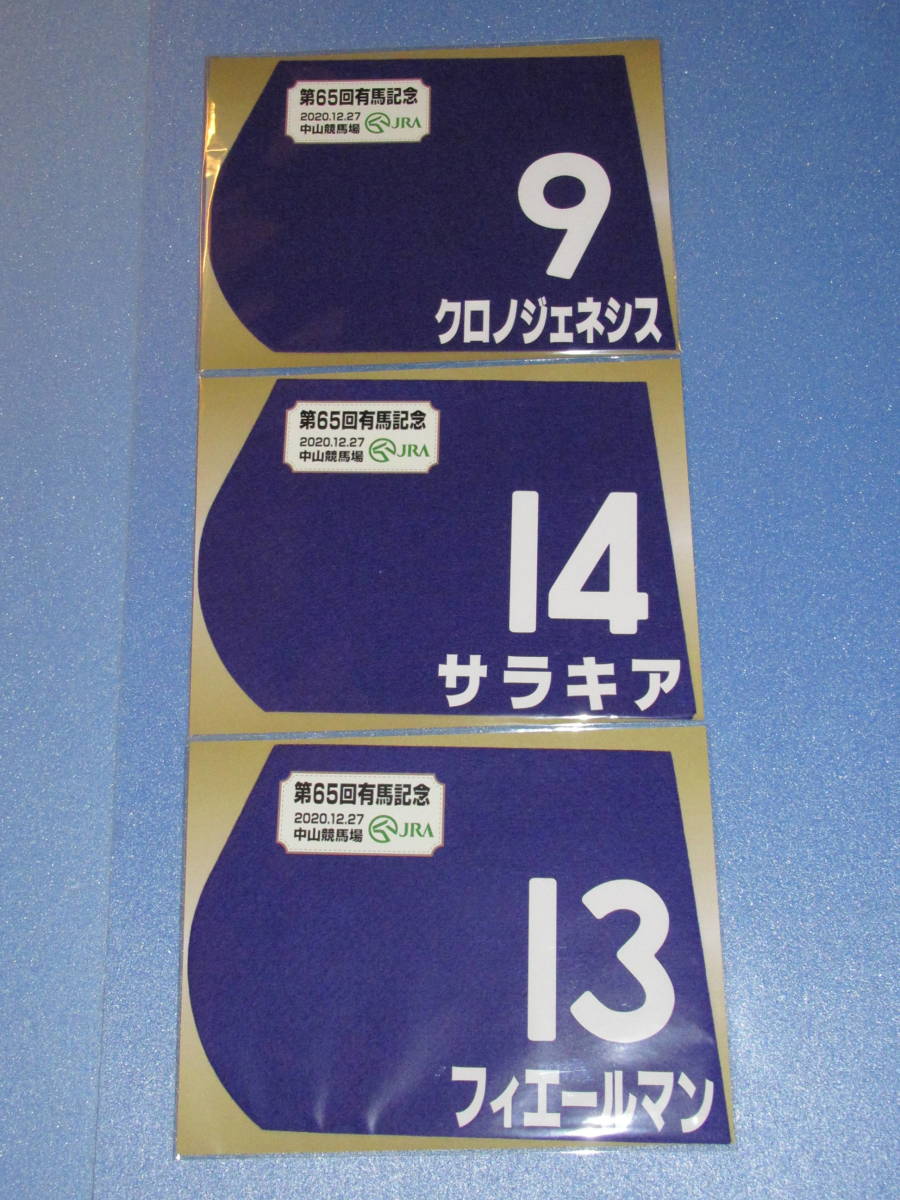 第65回有馬記念
2020.12.27
中山競馬場 JRA
9
クロノジェネシス
第65回有馬記念
2020.12.27
中山競馬場 JRA
14
サラキア
第65回有馬記念
2020.12.27
中山競馬場 JRA
13
フィエールマン